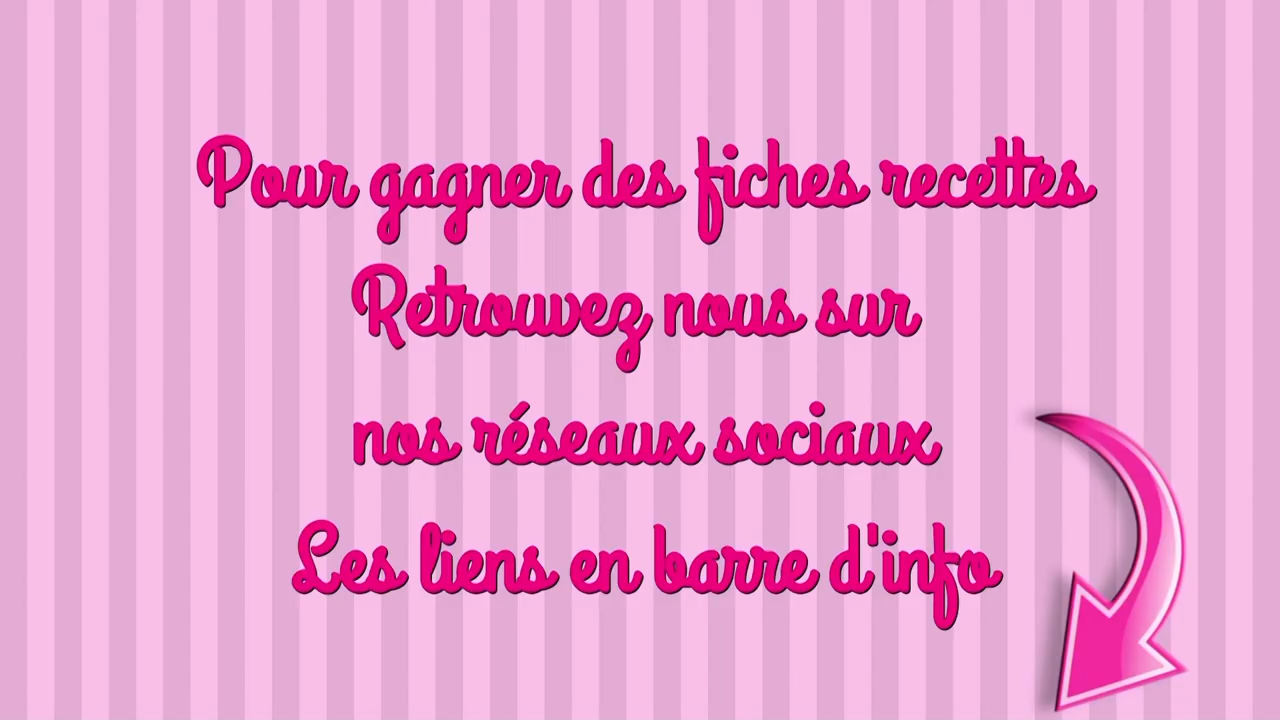 Pour gagner des fiches recettes
Retrouvez nous sur
nos réseaux sociaux
Les liens en barre d'info